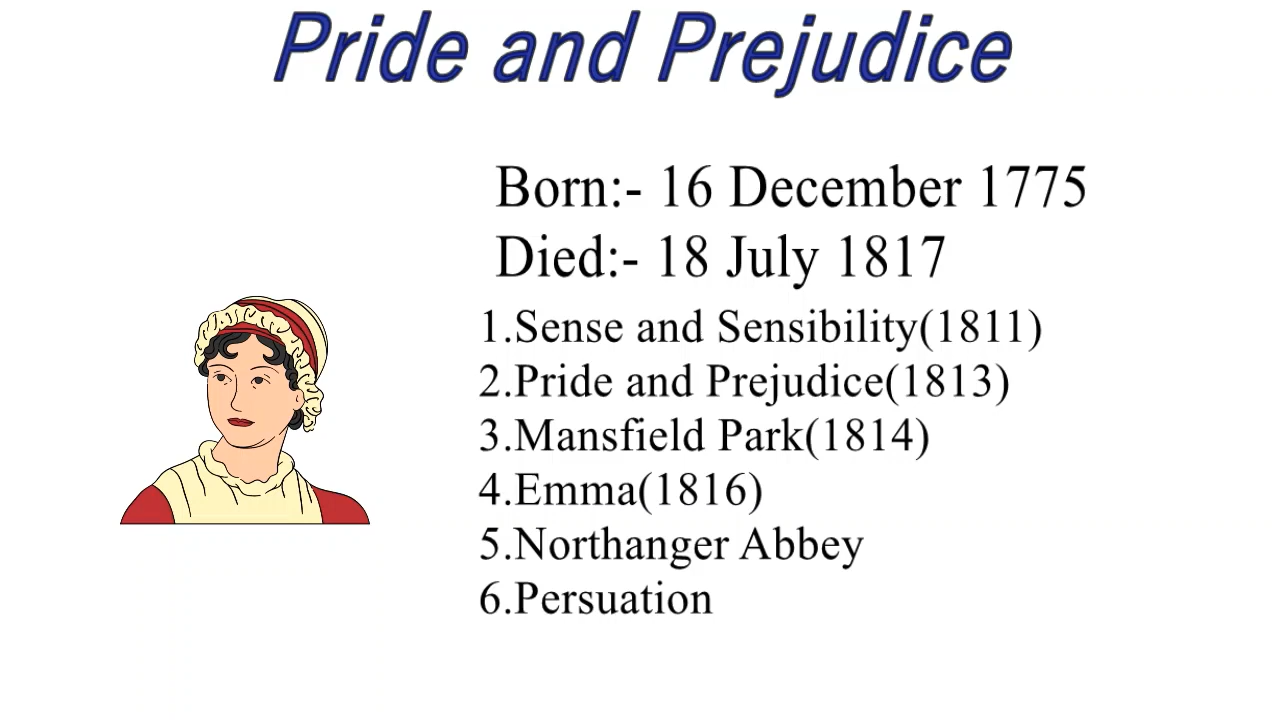 Pride and Prejudice
Born:- 16 December 1775
Died:- 18 July 1817
1.Sense and Sensibility(1811)
2.Pride and Prejudice(1813)
3.Mansfield Park(1814)
4.Emma(1816)
5.Northanger Abbey
6.Persuation